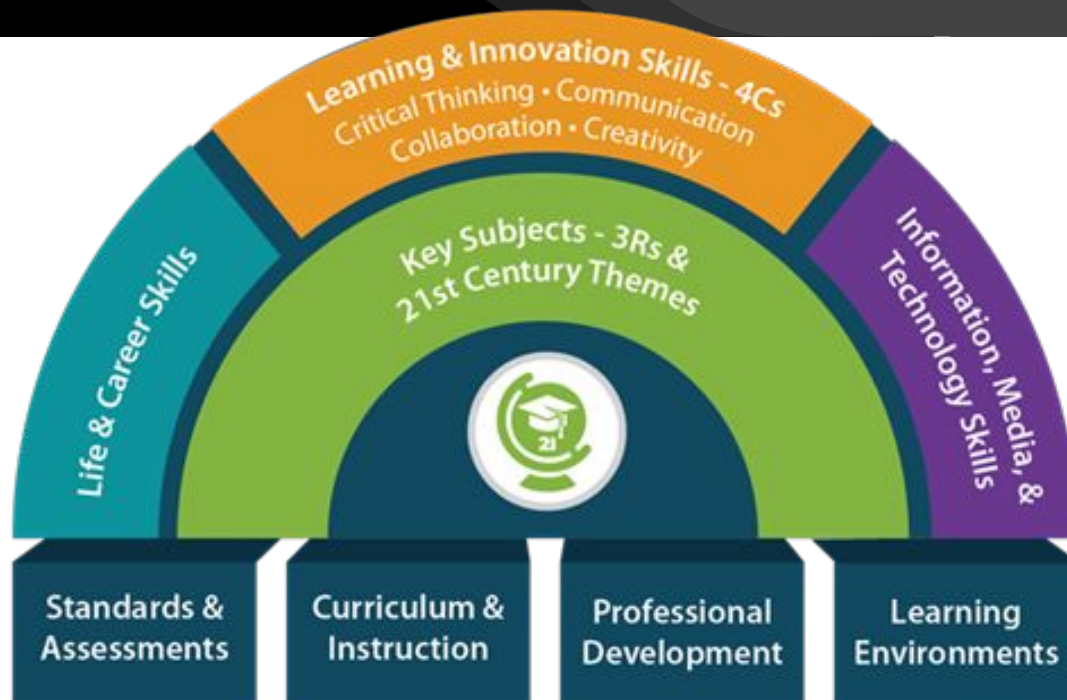 Learning & Innovation Skills - 4Cs
Critical Thinking • Communication
Collaboration • Creativity
Life & Career Skills
Key Subjects - 3Rs &
21st Century Themes
Information, Media, &
Technology Skills
21
Standards &
Assessments
Curriculum &
Instruction
Professional
Development
Learning
Environments